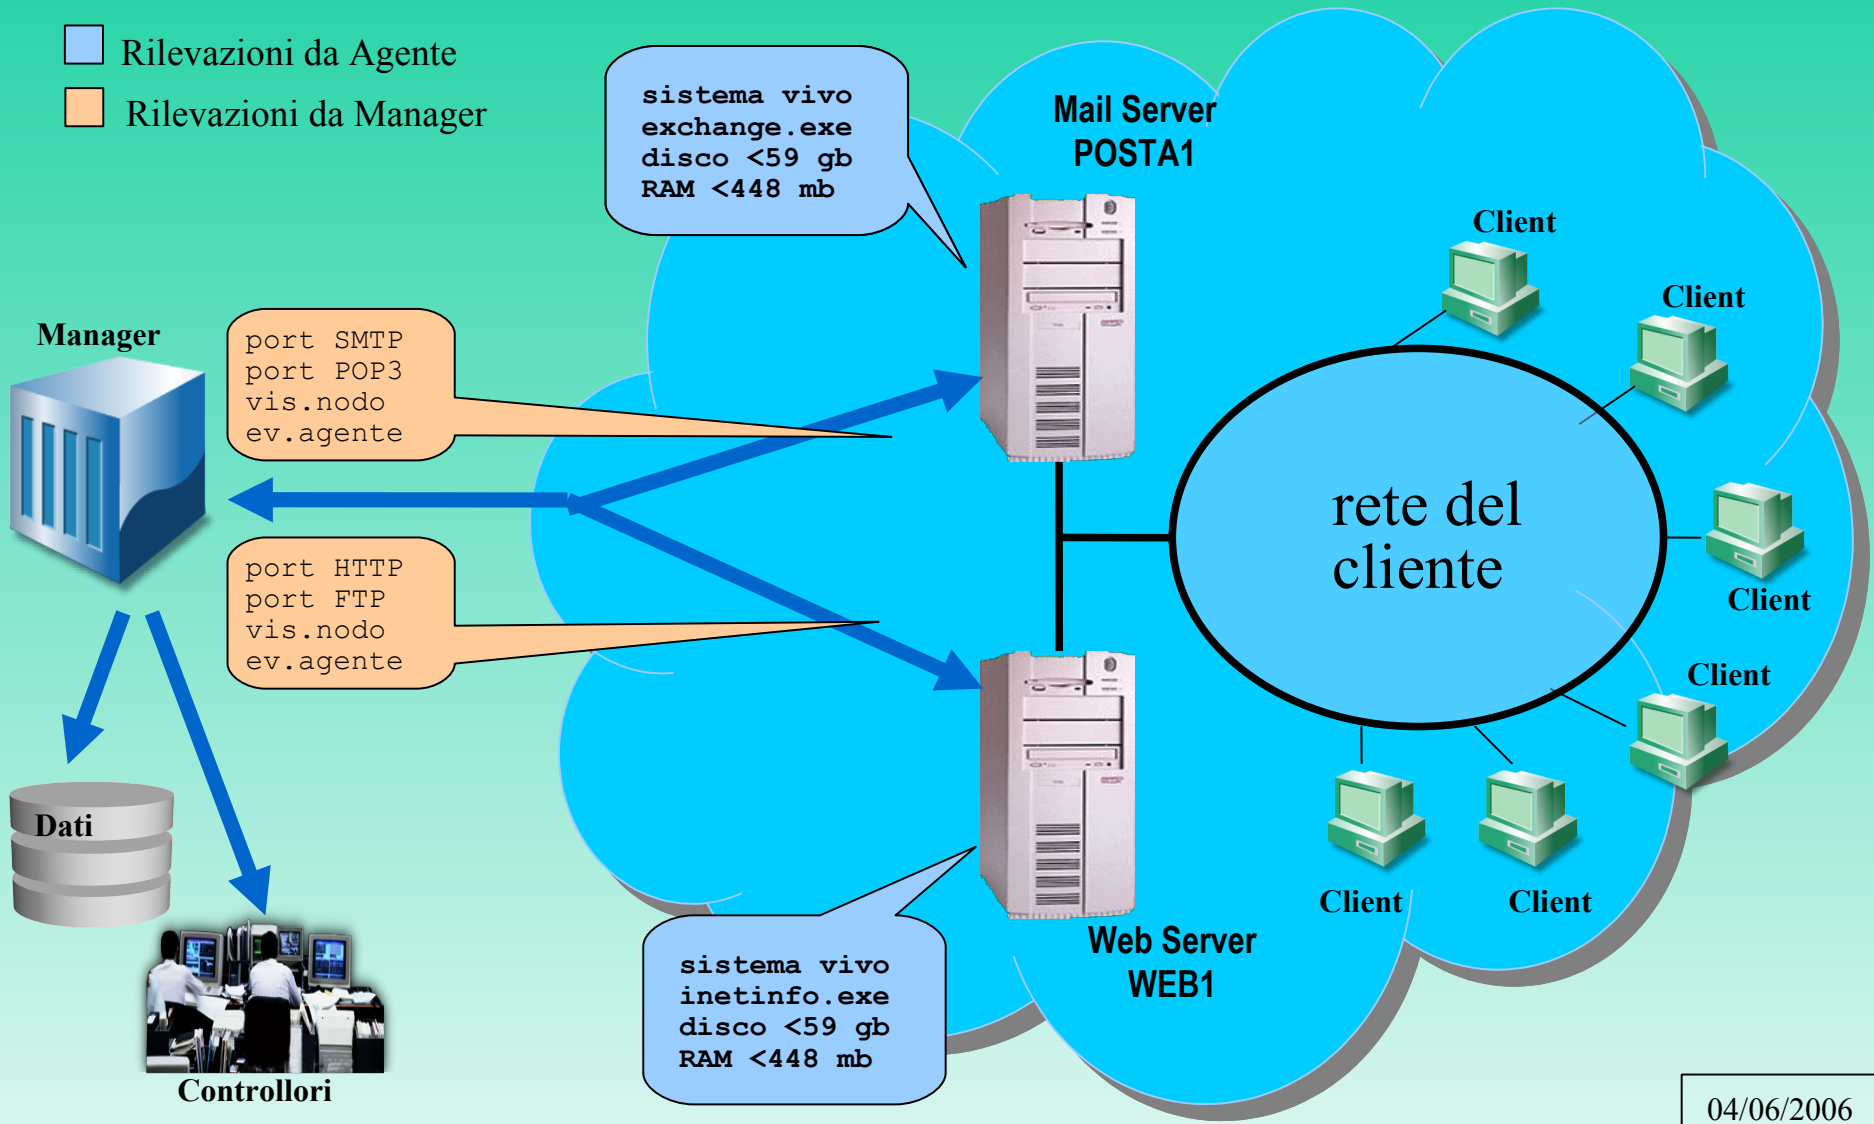 Rilevazioni da Agente
Rilevazioni da Manager
sistema vivo
exchange.exe
disco <59 gb
RAM <448 mb
Mail Server
POSTA1
Client
Client
Manager
port SMTP
port POP3
vis.nodo
ev.agente
rete del
cliente
port HTTP
port FTP
vis.nodo
ev.agente
Client
Client
Dati
Client
Client
Web Server
WEB1
sistema vivo
inetinfo.exe
disco <59 gb
RAM <448 mb
Controllori
04/06/2006